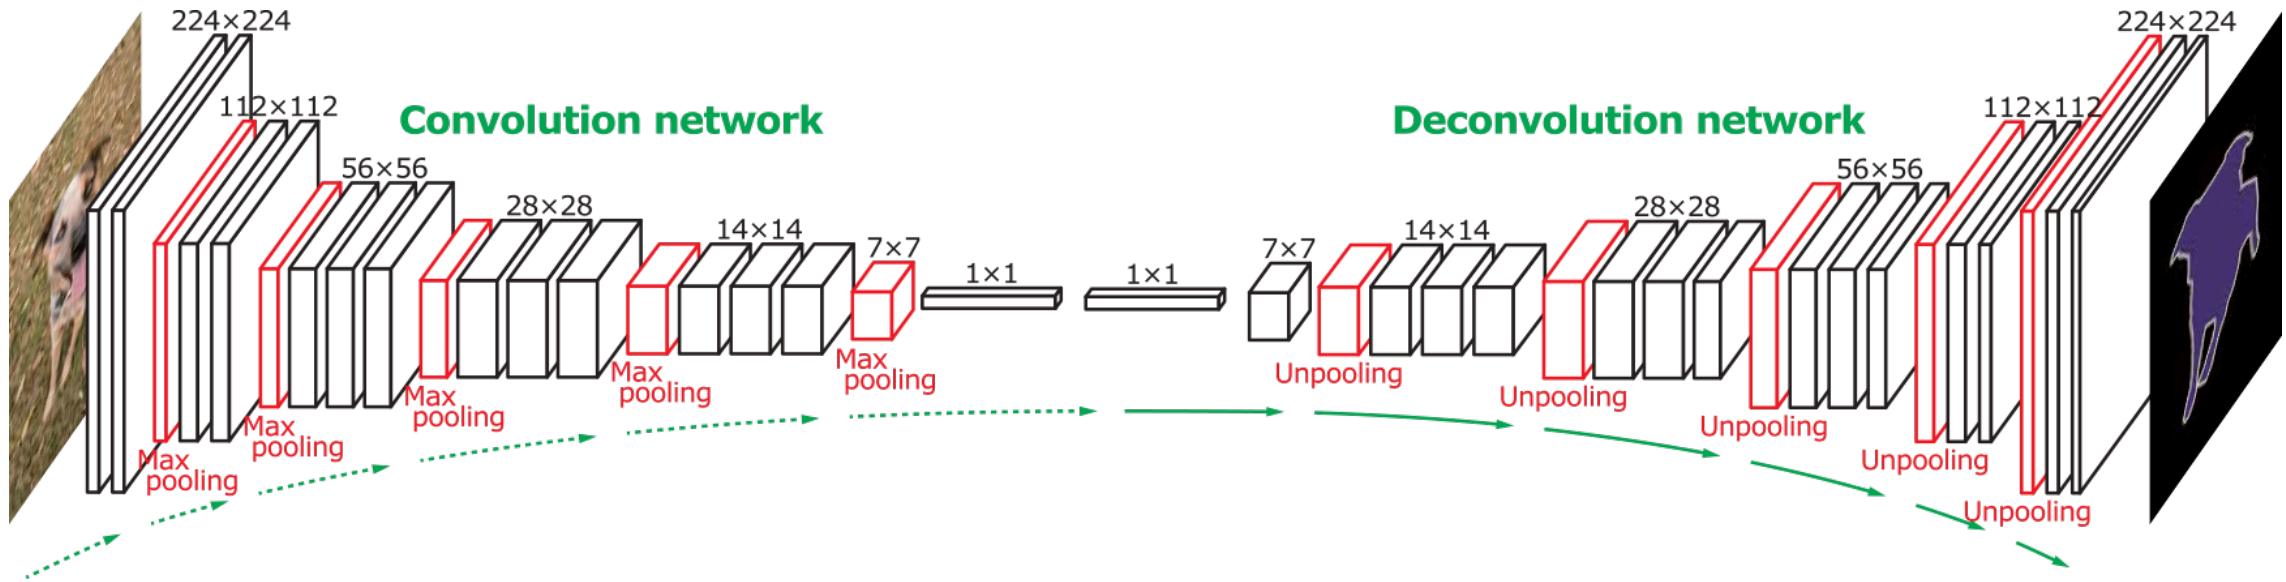 224×224
112×112
Convolution network
56×56
28×28
14×14
7×7
1×1
1×1
7×7
14×14
28×28
56×56
Deconvolution network
112×112
224×224
Max
pooling
Max
pooling
Max
pooling
Max
pooling
Max
pooling
Unpooling
Unpooling
Unpooling
Unpooling
Unpooling